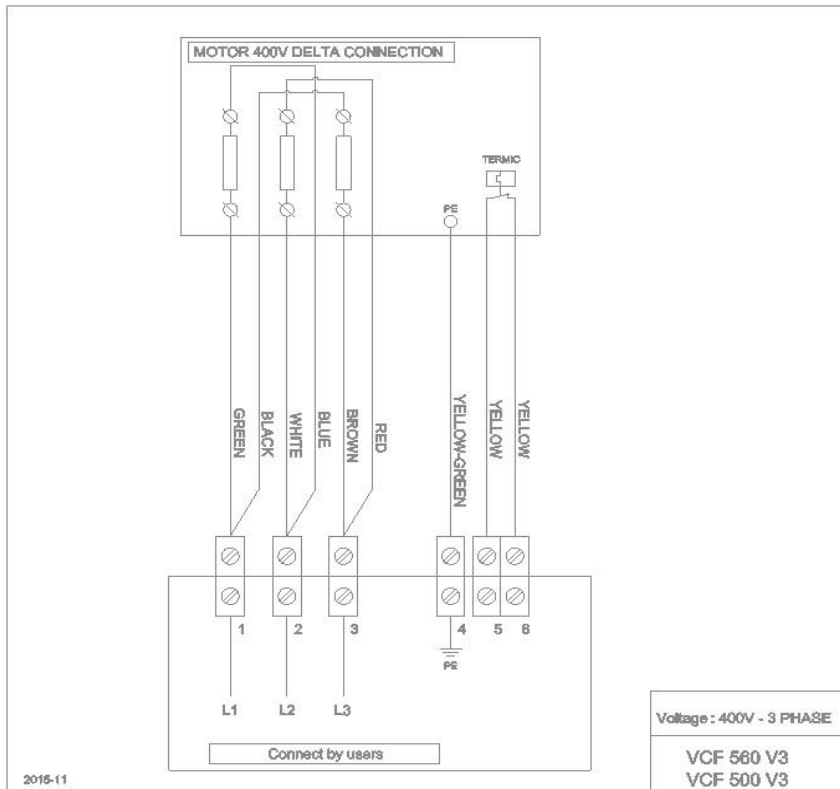 MOTOR 400V DELTA CONNECTION
TERMIC
PE
GREEN
BLACK
WHITE
BLUE
BROWN
RED
YELLOW-GREEN
YELLOW
YELLOW
1
2
3
4
5
6
PE
L1
L2
L3
Connect by users
Voltage: 400V - 3 PHASE
VCF 560 V3
VCF 500 V3
2015-11